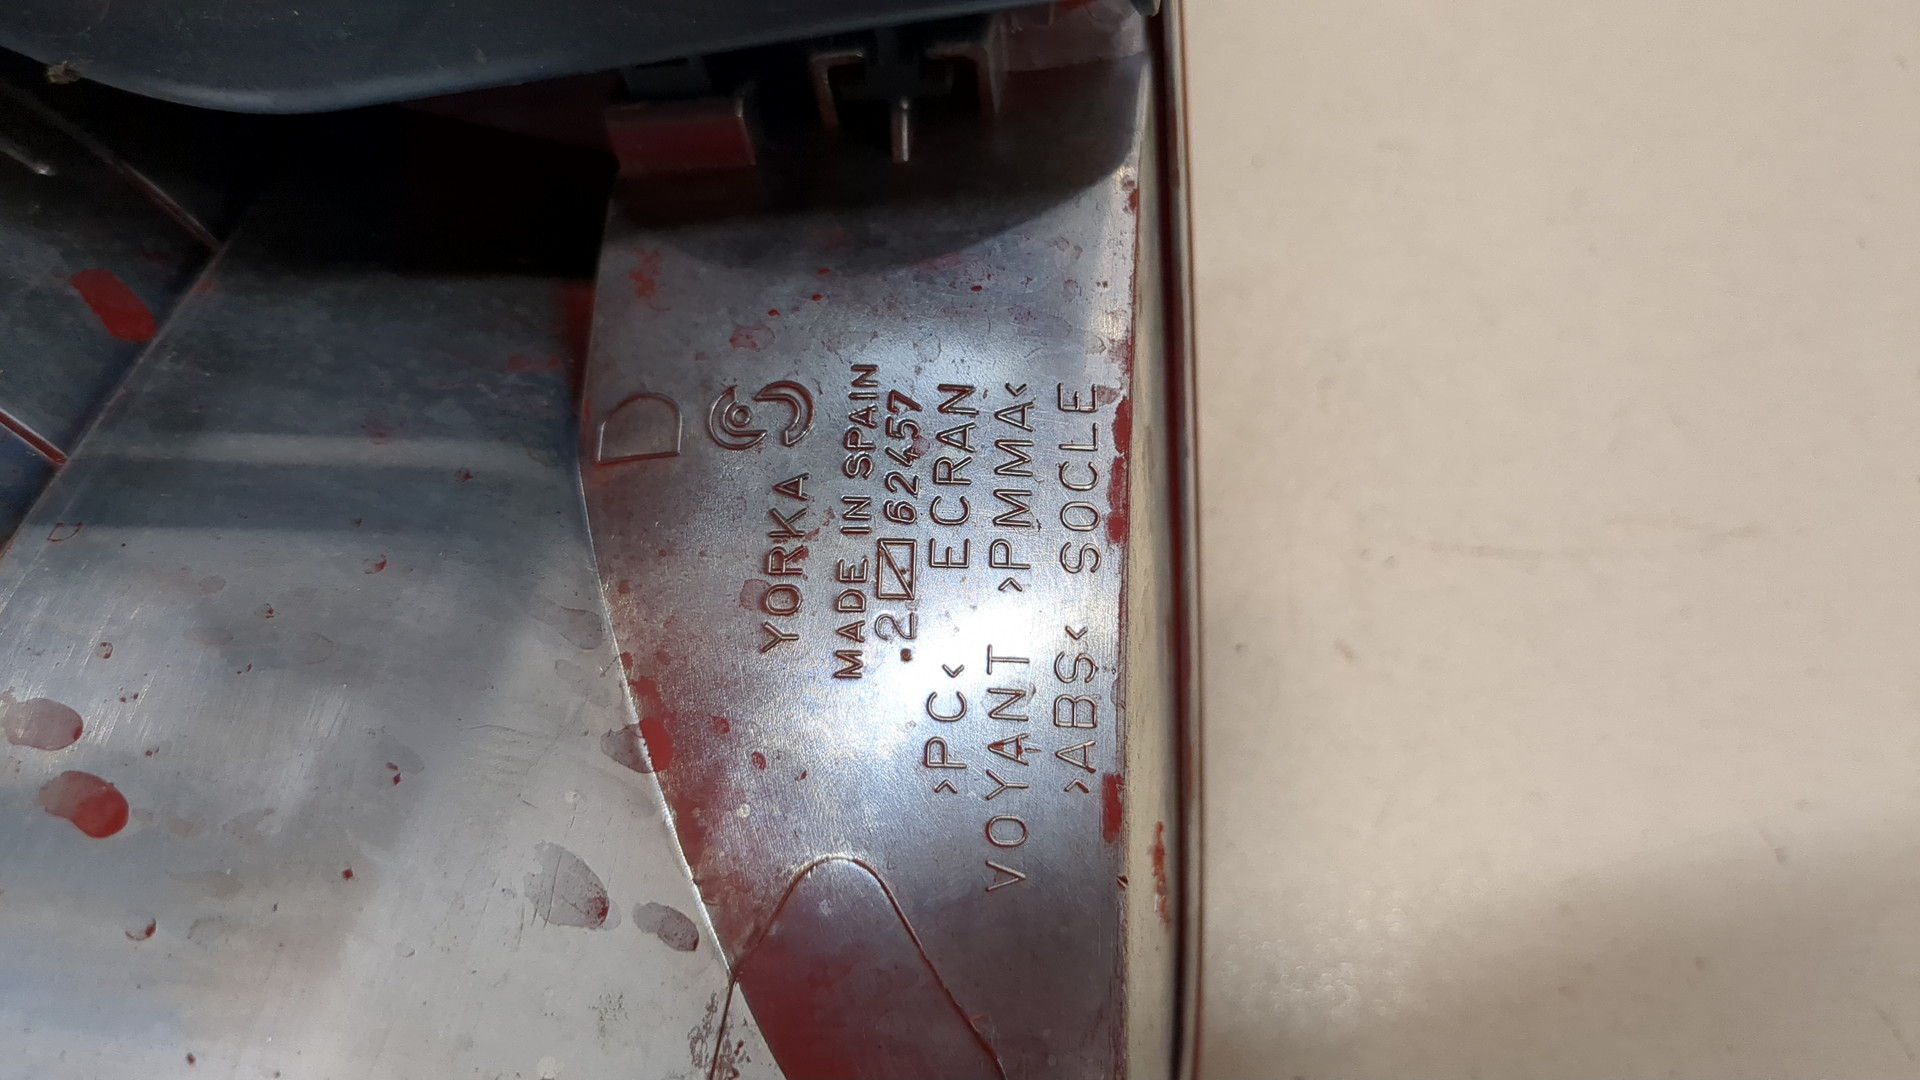 D
YORKA
MADE IN SPAIN
.2 62457
>PC< ECRAN
VOYANT >PMMA<
>ABS< SOCLE